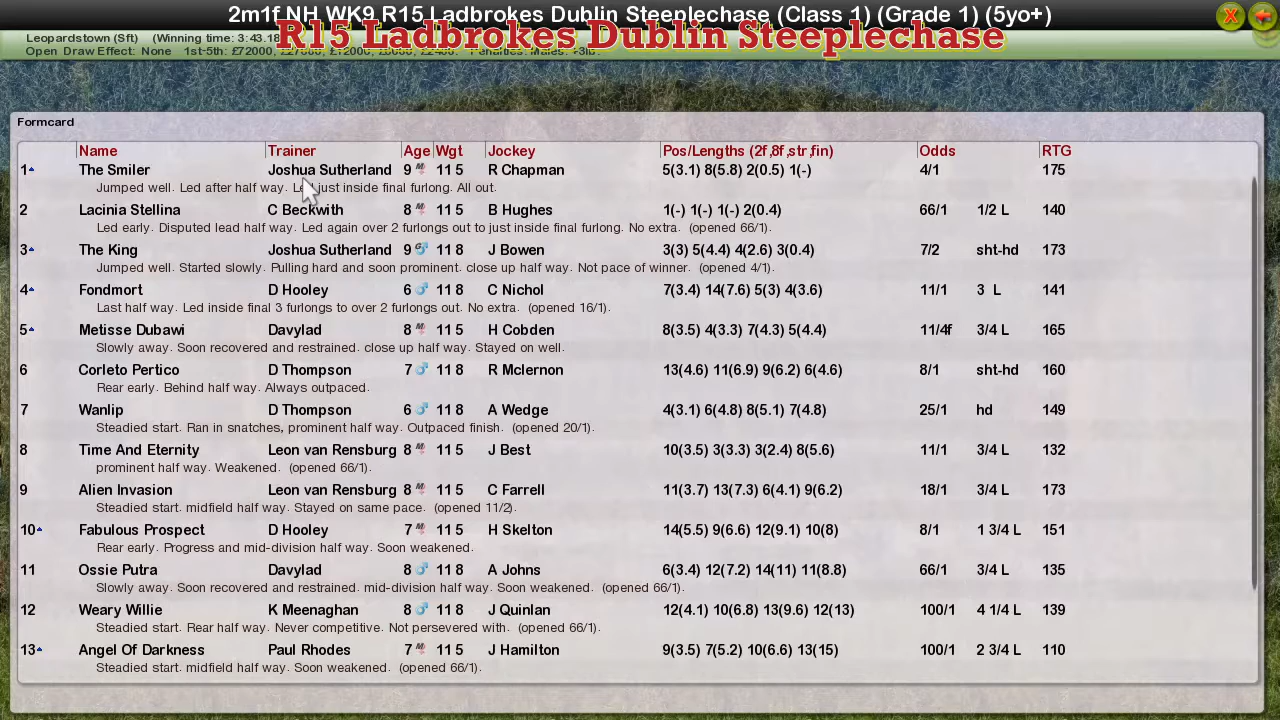 2m1f NH WK9 R15 Ladbrokes Dublin Steeplechase (Class 1) (Grade 1) (5yo+)
R15 Ladbrokes Dublin Steeplechase
Leopardstown (Sft) (Winning time: 3:43.18
Open Draw Effect: None 1st-5th: £72000, £27000, £12000, £6000, £2400. Penalties: Males: +3lb.
Formcard
Name Trainer Age Wgt Jockey Pos/Lengths (2f,8f,str,fin) Odds RTG
1 The Smiler Joshua Sutherland 9 11 5 R Chapman 5(3.1) 8(5.8) 2(0.5) 1(-) 4/1 175
Jumped well. Led after half way. Led just inside final furlong. All out.
2 Lacinia Stellina C Beckwith 8 11 5 B Hughes 1(-) 1(-) 1(-) 2(0.4) 66/1 1/2 L 140
Led early. Disputed lead half way. Led again over 2 furlongs out to just inside final furlong. No extra. (opened 66/1).
3 The King Joshua Sutherland 9 11 8 J Bowen 3(3) 5(4.4) 4(2.6) 3(0.4) 7/2 sht-hd 173
Jumped well. Started slowly. Pulling hard and soon prominent. close up half way. Not pace of winner. (opened 4/1).
4 Fondmort D Hooley 6 11 8 C Nichol 7(3.4) 14(7.6) 5(3) 4(3.6) 11/1 3 L 141
Last half way. Led inside final 3 furlongs to over 2 furlongs out. No extra. (opened 16/1).
5 Metisse Dubawi Davylad 8 11 5 H Cobden 8(3.5) 4(3.3) 7(4.3) 5(4.4) 11/4f 3/4 L 165
Slowly away. Soon recovered and restrained. close up half way. Stayed on well.
6 Corleto Pertico D Thompson 7 11 8 R Mclernon 13(4.6) 11(6.9) 9(6.2) 6(4.6) 8/1 sht-hd 160
Rear early. Behind half way. Always outpaced.
7 Wanlip D Thompson 6 11 8 A Wedge 4(3.1) 6(4.8) 8(5.1) 7(4.8) 25/1 hd 149
Steadied start. Ran in snatches, prominent half way. Outpaced finish. (opened 20/1).
8 Time And Eternity Leon van Rensburg 8 11 5 J Best 10(3.5) 3(3.3) 3(2.4) 8(5.6) 11/1 3/4 L 132
prominent half way. Weakened. (opened 66/1).
9 Alien Invasion Leon van Rensburg 8 11 5 C Farrell 11(3.7) 13(7.3) 6(4.1) 9(6.2) 18/1 3/4 L 173
Steadied start. midfield half way. Stayed on same pace. (opened 11/2).
10 Fabulous Prospect D Hooley 7 11 5 H Skelton 14(5.5) 9(6.6) 12(9.1) 10(8) 8/1 1 3/4 L 151
Rear early. Progress and mid-division half way. Soon weakened.
11 Ossie Putra Davylad 8 11 8 A Johns 6(3.4) 12(7.2) 14(11) 11(8.8) 66/1 3/4 L 135
Slowly away. Soon recovered and restrained. mid-division half way. Soon weakened. (opened 66/1).
12 Weary Willie K Meenaghan 8 11 8 J Quinlan 12(4.1) 10(6.8) 13(9.6) 12(13) 100/1 4 1/4 L 139
Steadied start. Rear half way. Never competitive. Not persevered with. (opened 66/1).
13 Angel Of Darkness Paul Rhodes 7 11 5 J Hamilton 9(3.5) 7(5.2) 10(6.6) 13(15) 100/1 2 3/4 L 110
Steadied start. midfield half way. Soon weakened. (opened 66/1).